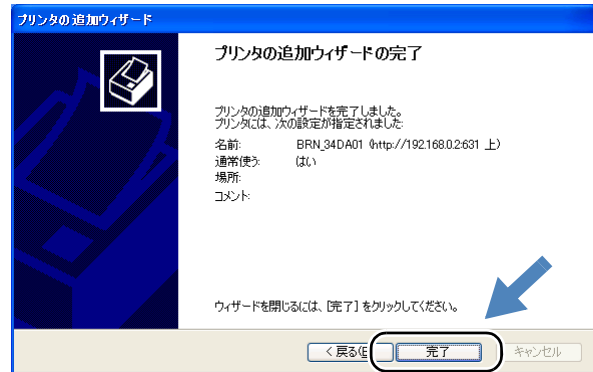 プリンタの追加ウィザード
プリンタの追加ウィザードの完了
プリンタの追加ウィザードを完了しました。
プリンタには、次の設定が指定されました:
名前: BRN_34DA01 (http://192.168.0.2:631 上)
通常使う: はい
場所:
コメント:
ウィザードを閉じるには、[完了] をクリックしてください。
< 戻る(B 完了 キャンセル